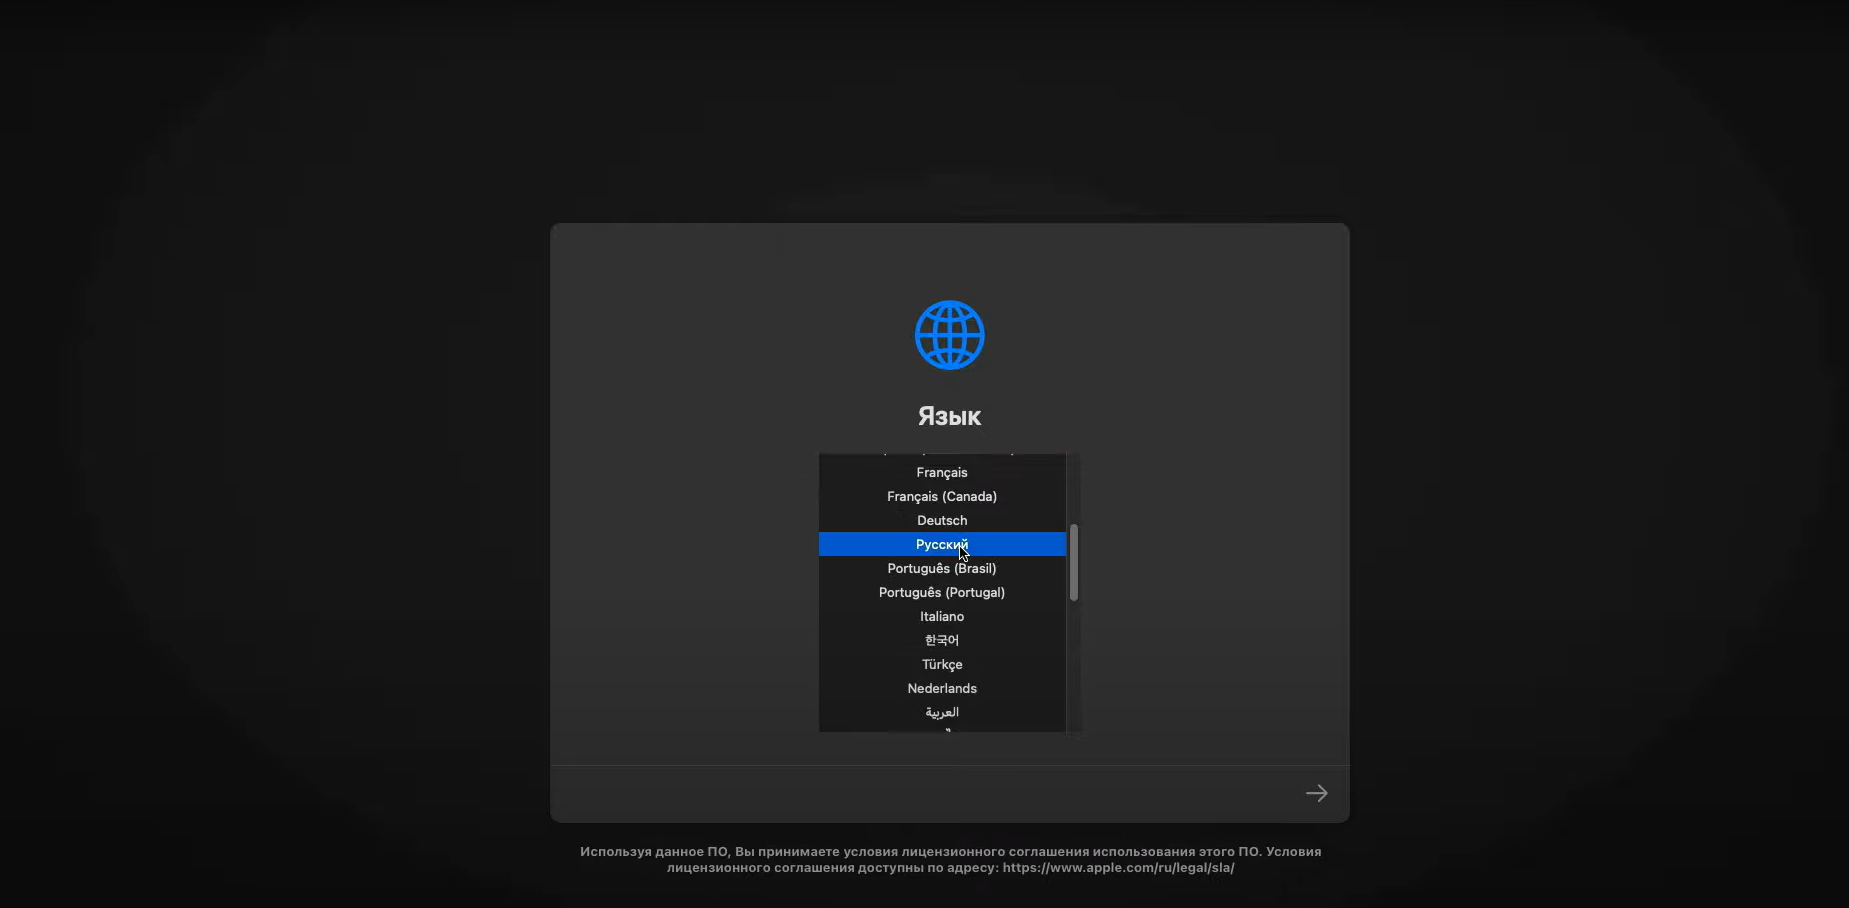 Язык
Français
Français (Canada)
Deutsch
Русский
Português (Brasil)
Português (Portugal)
Italiano
한국어
Türkçe
Nederlands
العربية
Используя данное ПО, Вы принимаете условия лицензионного соглашения использования этого ПО. Условия
лицензионного соглашения доступны по адресу: https://www.apple.com/ru/legal/sla/